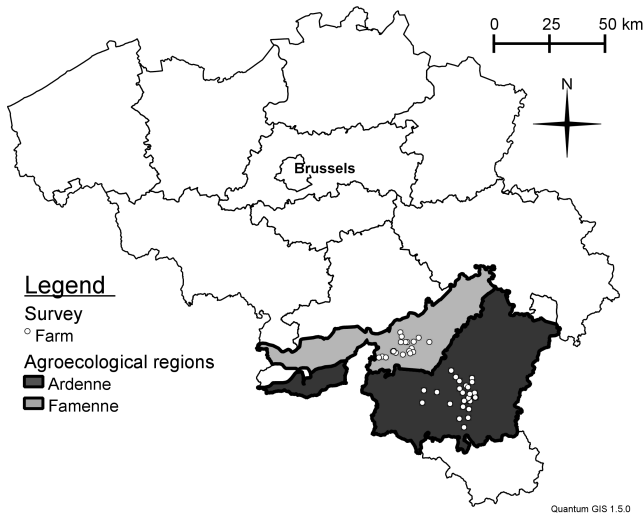 0 25 50 km
N
Brussels
Legend
Survey
Farm
Agroecological regions
Ardenne
Famenne
Quantum GIS 1.5.0